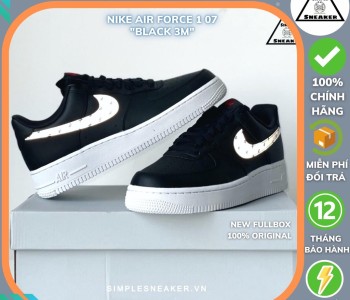 NIKE AIR FORCE 1 07
"BLACK 3M"
SNEAKER
100%
CHÍNH
HÃNG
MIỄN PHÍ
ĐỔI TRẢ
12
THÁNG
BẢO HÀNH
AIR
NEW FULLBOX
100% ORIGINAL
SIMPLESNEAKER.VN